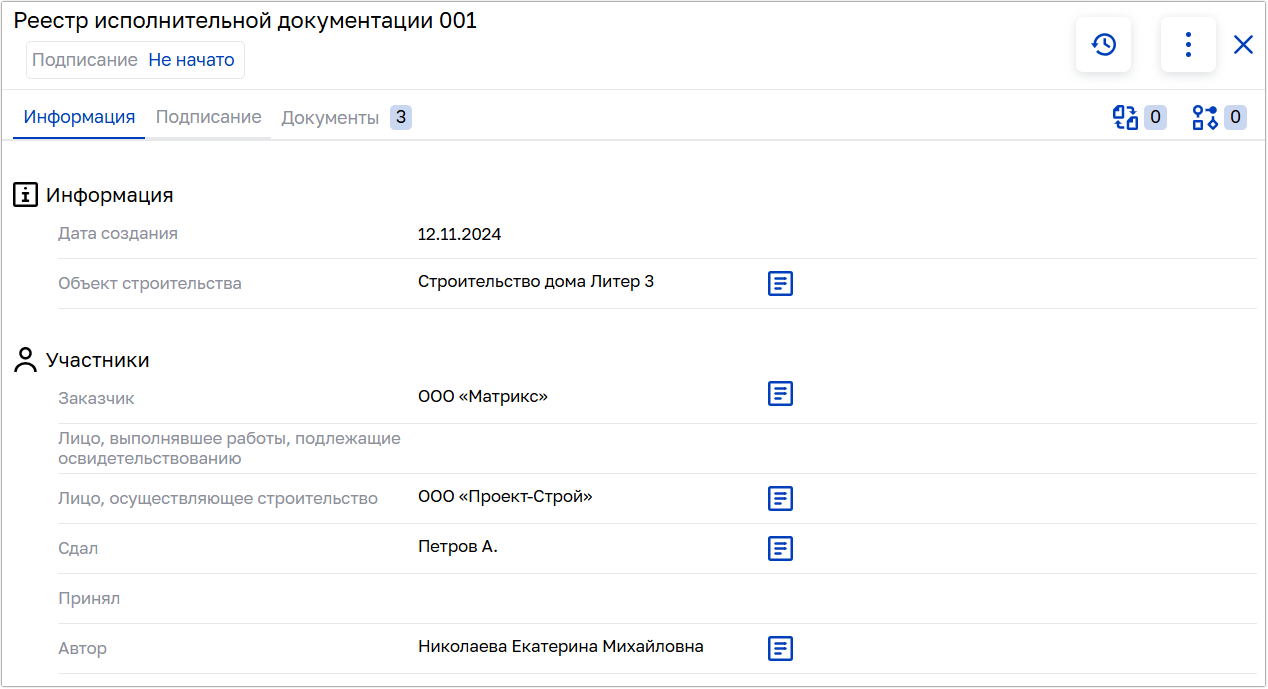 Реестр исполнительной документации 001
Подписание Не начато
Информация Подписание Документы 3 0 0
Информация
Дата создания 12.11.2024
Объект строительства Строительство дома Литер 3
Участники
Заказчик ООО «Матрикс»
Лицо, выполнявшее работы, подлежащие
освидетельствованию
Лицо, осуществляющее строительство ООО «Проект-Строй»
Сдал Петров А.
Принял
Автор Николаева Екатерина Михайловна